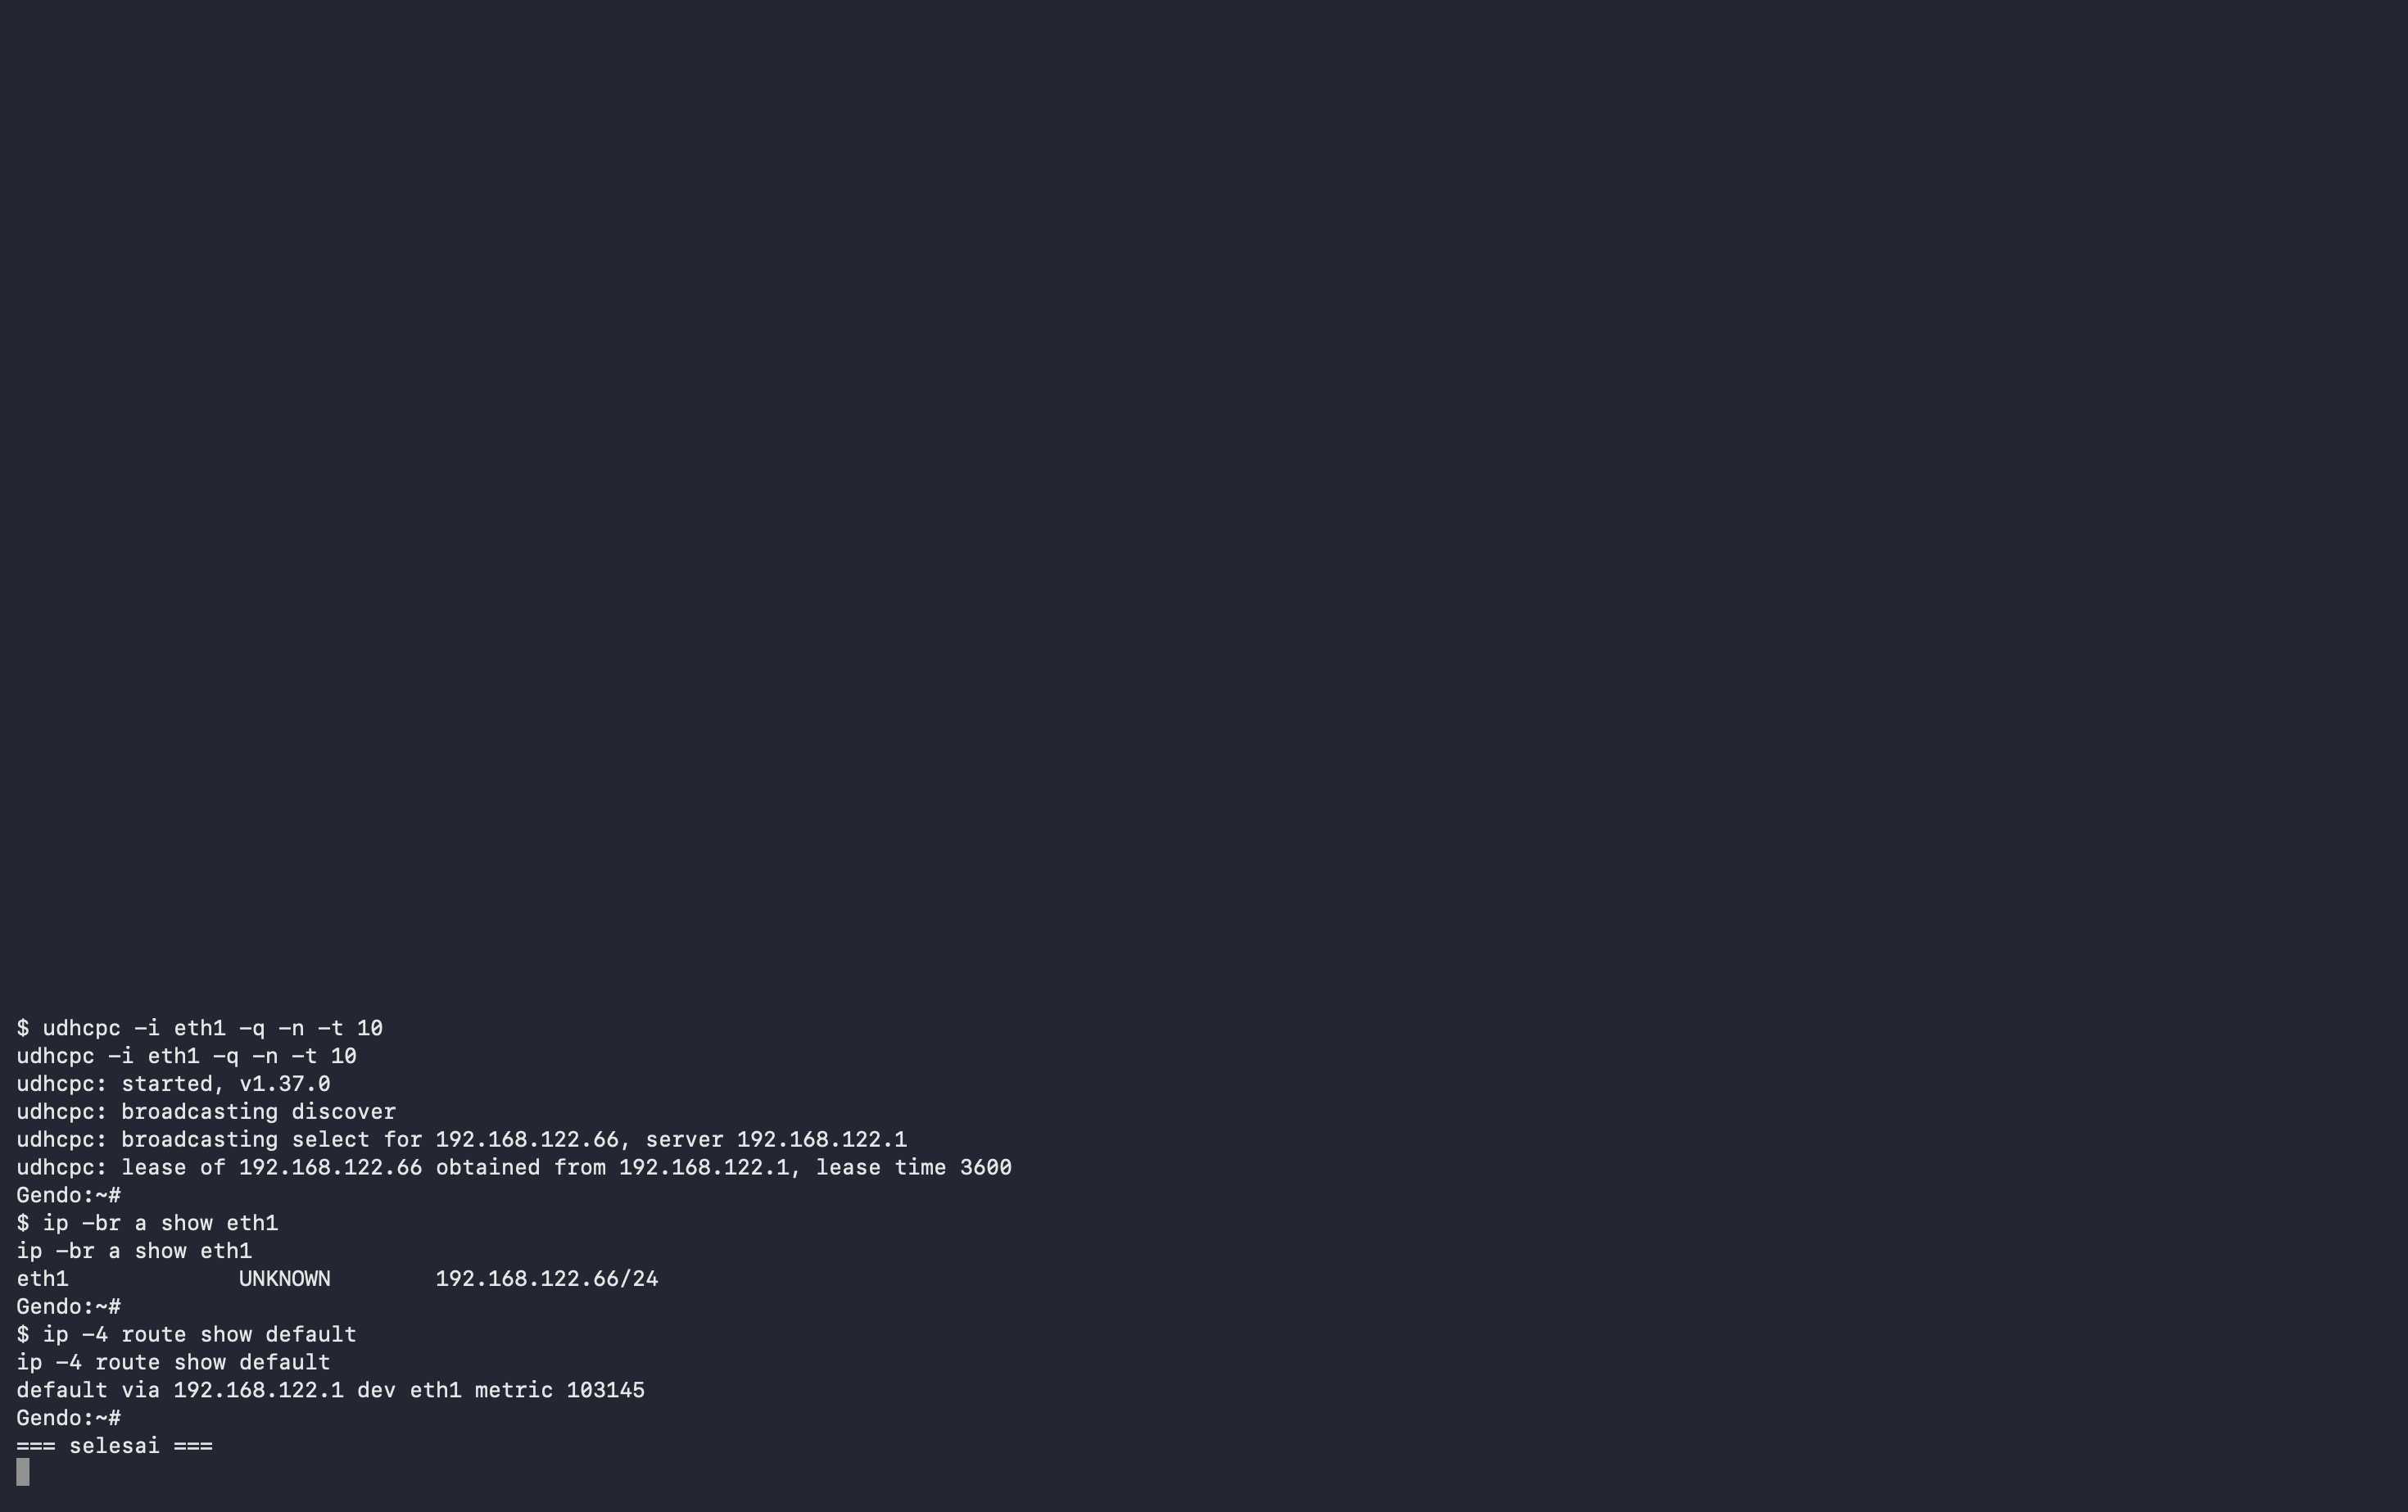 $ udhcpc -i eth1 -q -n -t 10
udhcpc -i eth1 -q -n -t 10
udhcpc: started, v1.37.0
udhcpc: broadcasting discover
udhcpc: broadcasting select for 192.168.122.66, server 192.168.122.1
udhcpc: lease of 192.168.122.66 obtained from 192.168.122.1, lease time 3600
Gendo:~#
$ ip -br a show eth1
ip -br a show eth1
eth1             UNKNOWN        192.168.122.66/24
Gendo:~#
$ ip -4 route show default
ip -4 route show default
default via 192.168.122.1 dev eth1 metric 103145
Gendo:~#
=== selesai ===